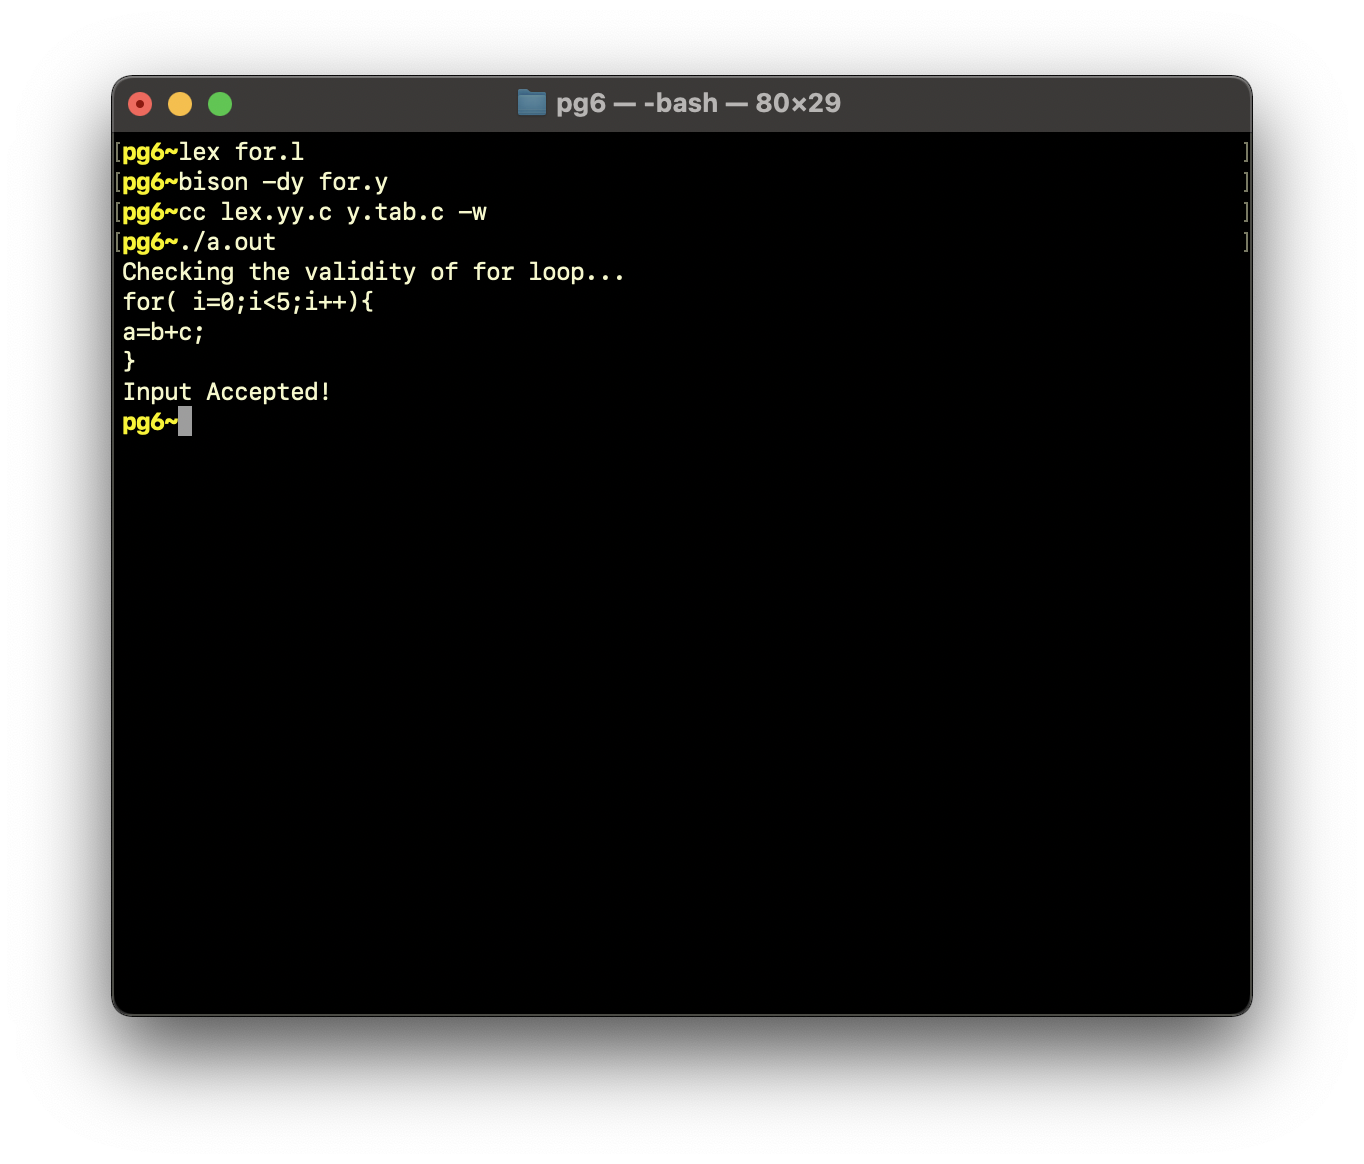 pg6 — -bash — 80×29
[pg6~lex for.l ]
[pg6~bison -dy for.y ]
[pg6~cc lex.yy.c y.tab.c -w ]
[pg6~./a.out ]
Checking the validity of for loop...
for( i=0;i<5;i++){
a=b+c;
}
Input Accepted!
pg6~